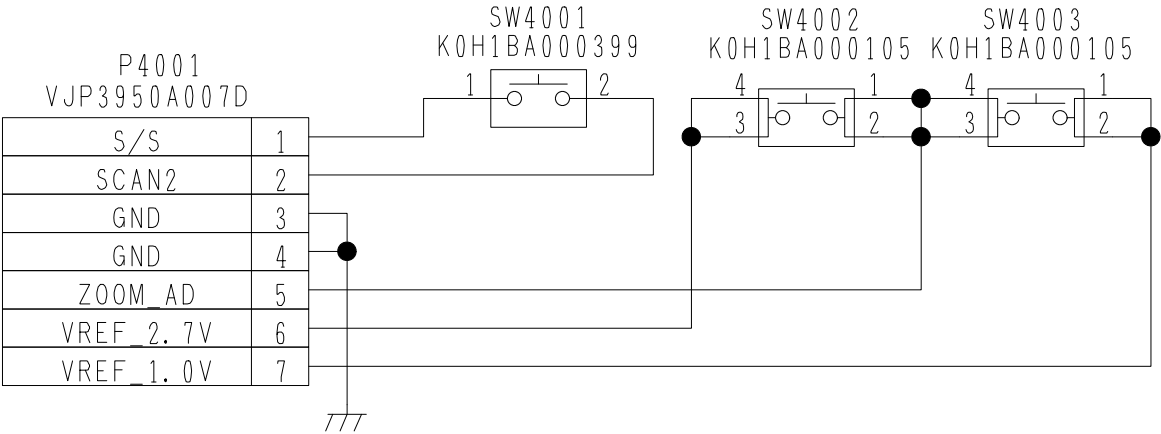 SW4001
K0H1BA000399
SW4002
K0H1BA000105
SW4003
K0H1BA000105
P4001
VJP3950A007D
1 2
4 1
3 2
4 1
3 2
S/S 1
SCAN2 2
GND 3
GND 4
ZOOM_AD 5
VREF_2.7V 6
VREF_1.0V 7